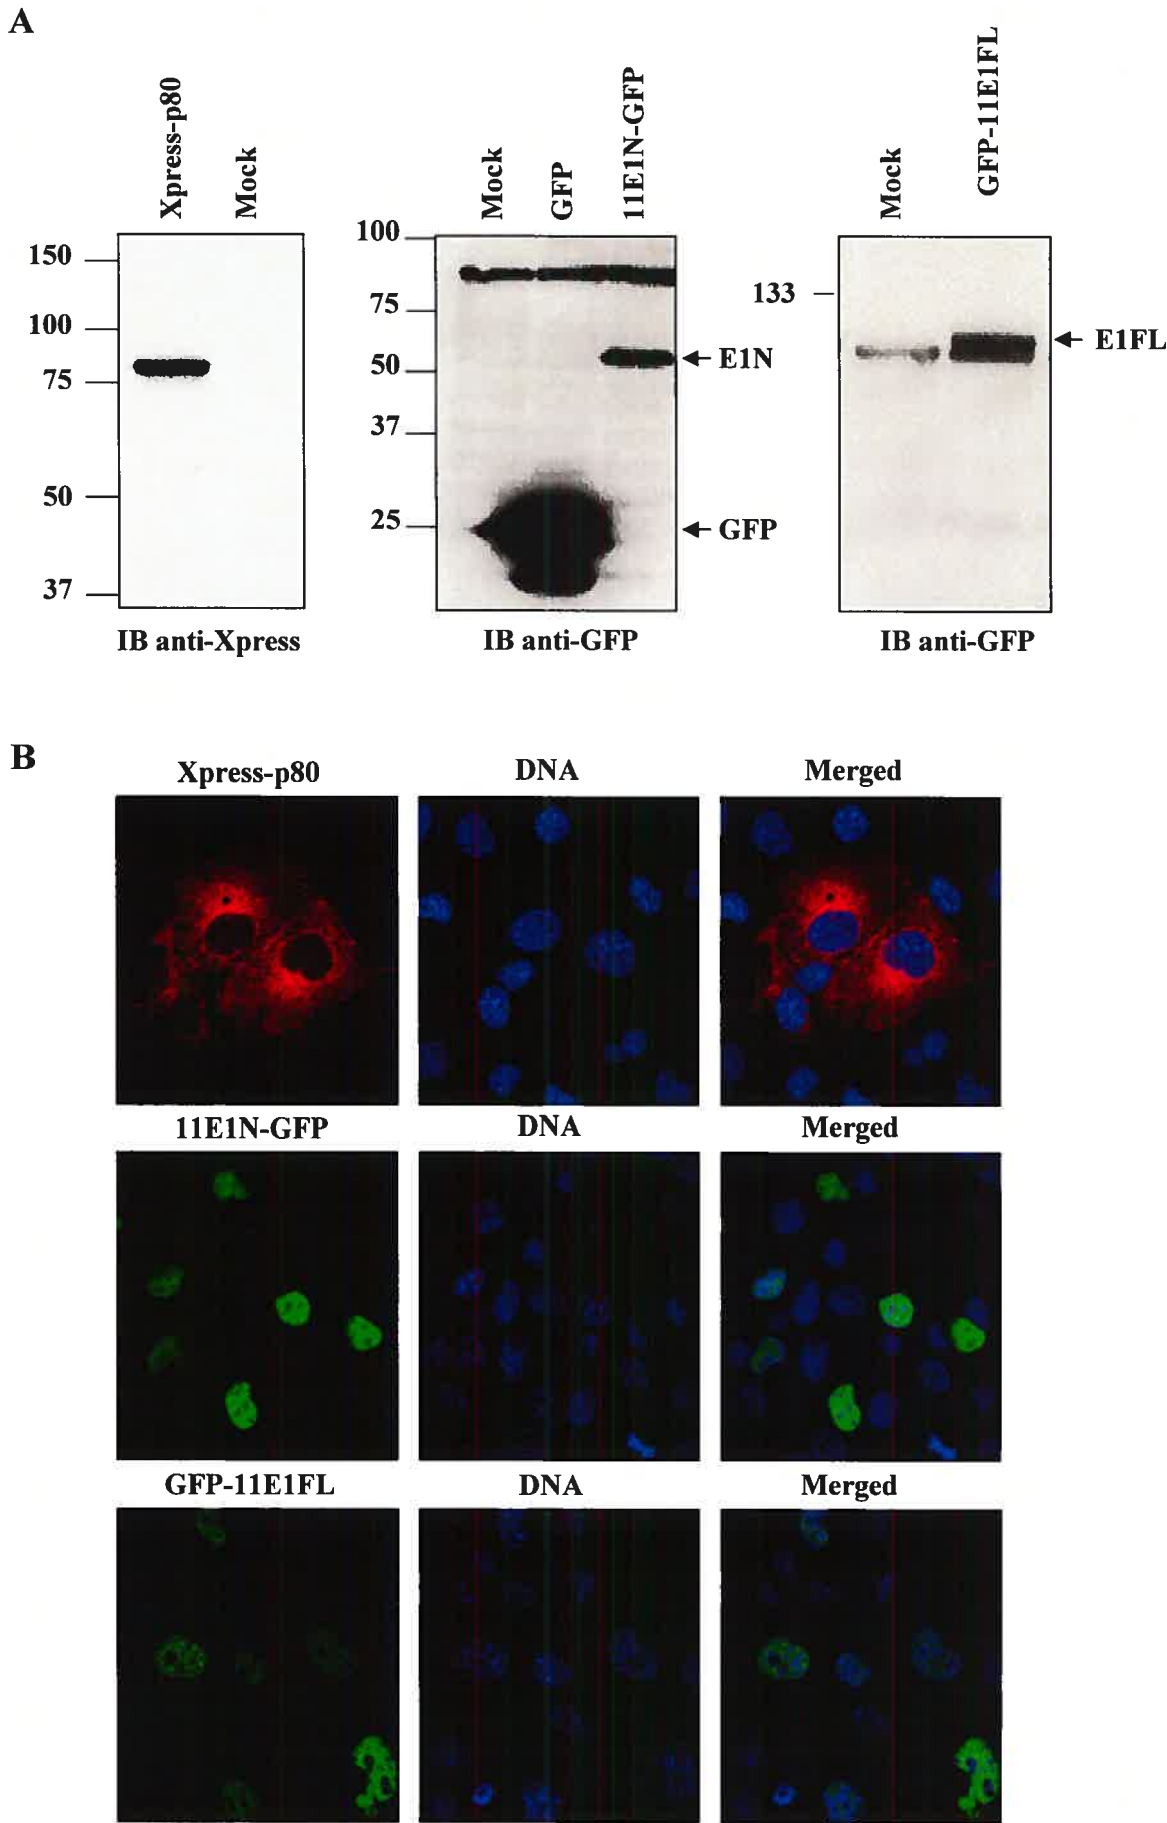 A
Xpress-p80
Mock
150
100
75
50
37
IB anti-Xpress
Mock
GFP
11E1N-GFP
100
75
50
37
25
E1N
GFP
IB anti-GFP
Mock
GFP-11E1FL
133
E1FL
IB anti-GFP
B
Xpress-p80 DNA Merged
11E1N-GFP DNA Merged
GFP-11E1FL DNA Merged